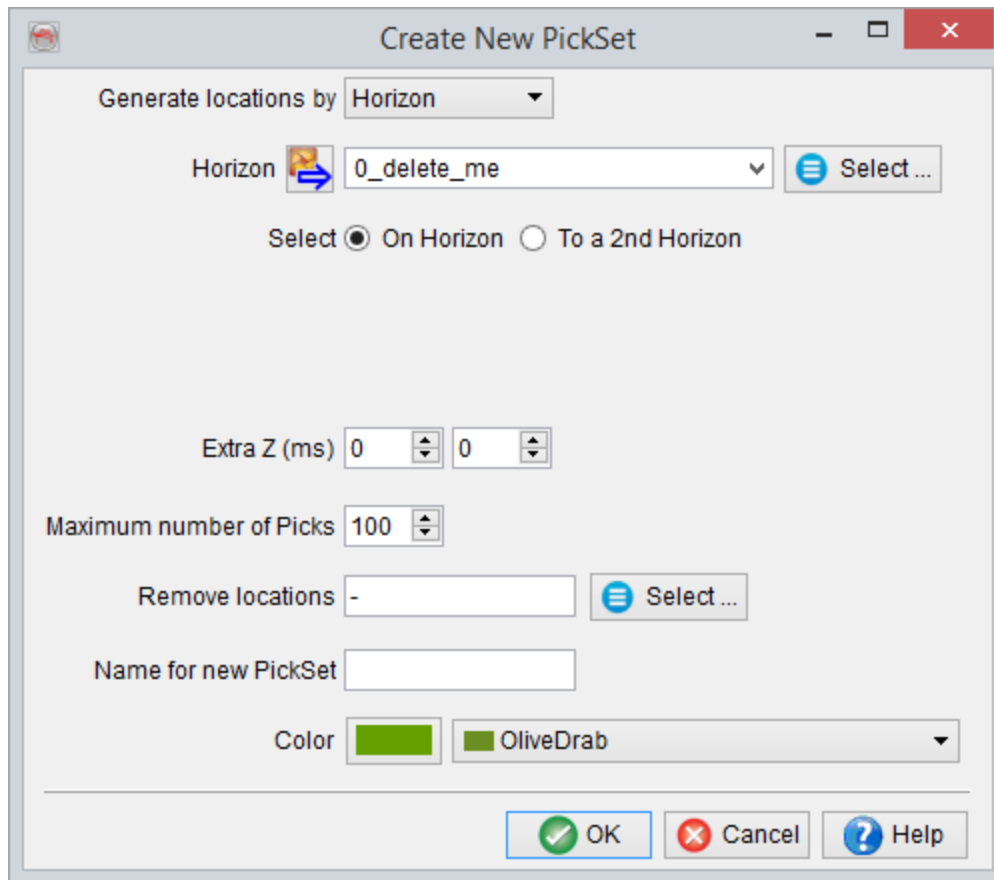 Create New PickSet
Generate locations by Horizon
Horizon 0_delete_me Select ...
Select On Horizon To a 2nd Horizon
Extra Z (ms) 0 0
Maximum number of Picks 100
Remove locations - Select ...
Name for new PickSet
Color OliveDrab
OK Cancel Help